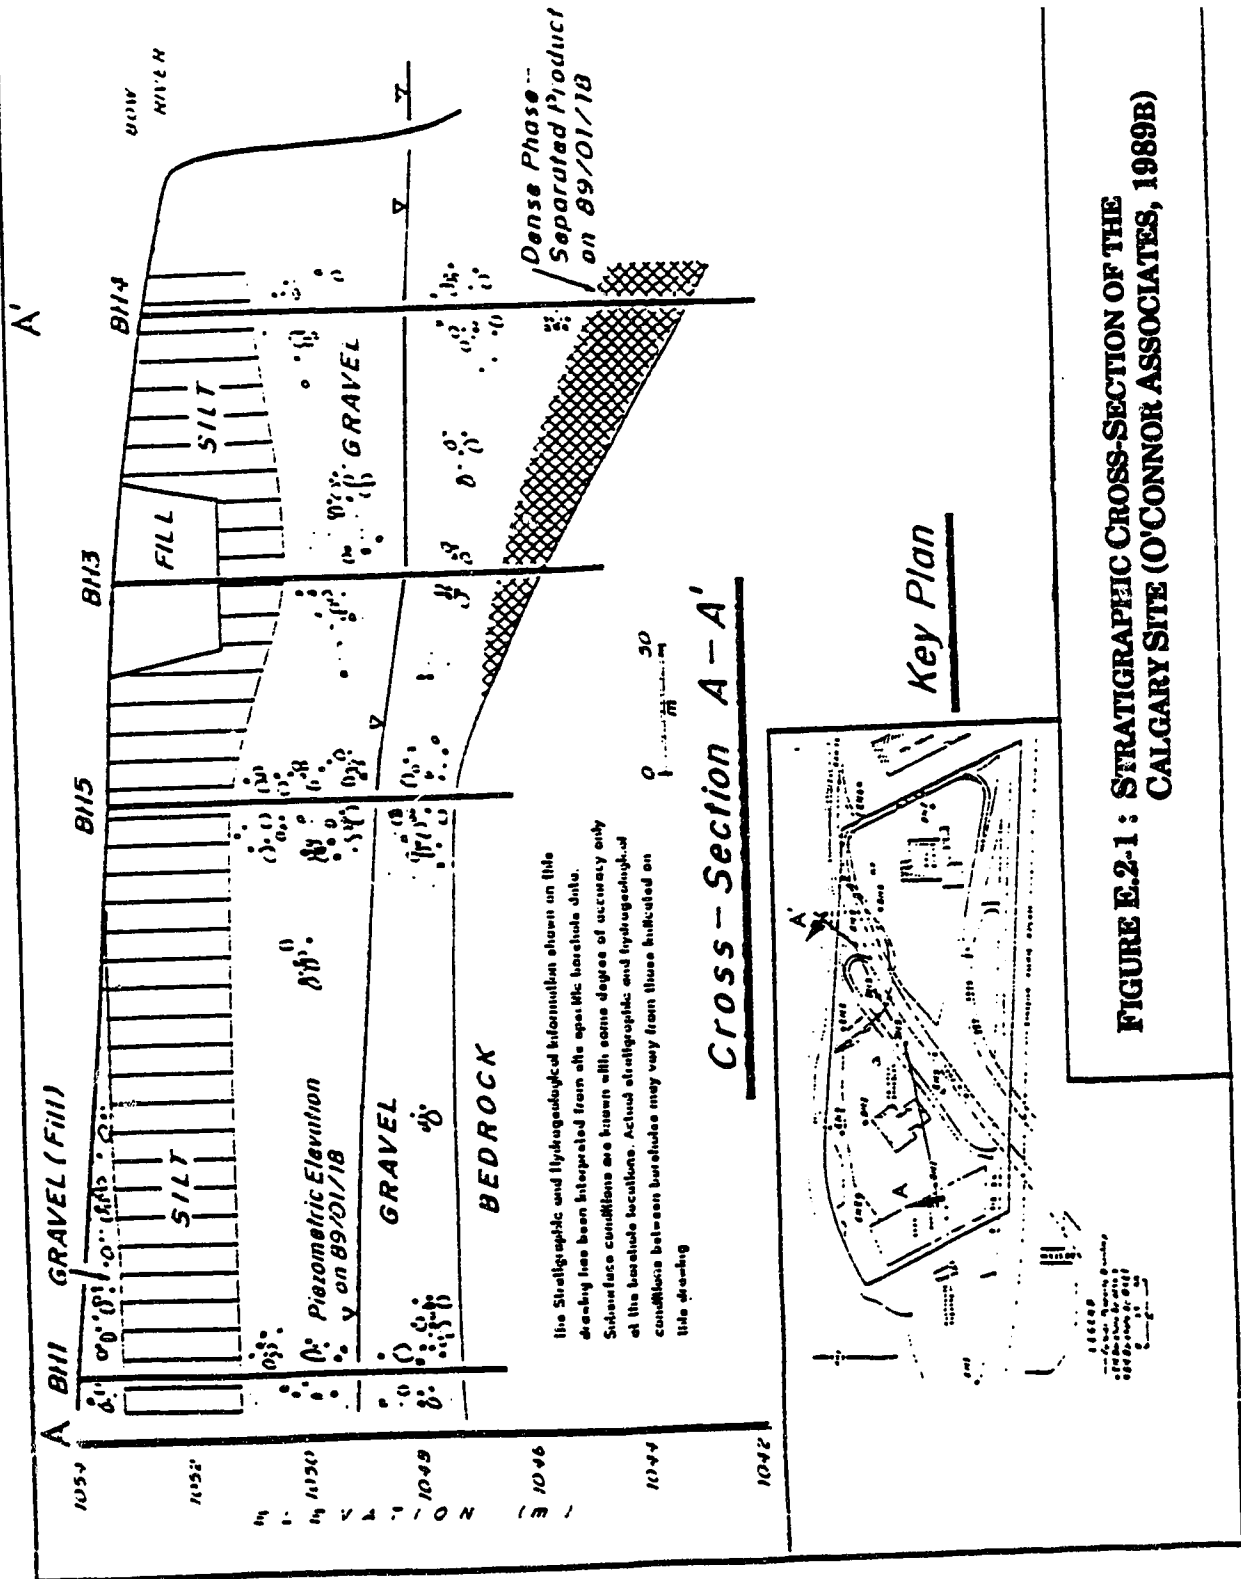 A
A'
BH1
GRAVEL (Fill)
BH5
BH3
BH4
BOW
RIVER
FILL
SILT
SILT
GRAVEL
Piezometric Elevation
on 89/01/18
GRAVEL
BEDROCK
Dense Phase--
Separated Product
on 89/01/18
1054
1052
1050
1048
1046
1044
1042
VATION (m)
The Stratigraphic and Hydrogeological information shown on this
drawing has been interpreted from site specific borehole data.
Subsurface conditions are known with some degree of accuracy only
at the borehole locations. Actual stratigraphic and hydrogeological
conditions between boreholes may vary from those indicated on
this drawing
0 50
m
Cross-Section A-A'
Key Plan
A'
A
LEGEND
FIGURE E.2-1: STRATIGRAPHIC CROSS-SECTION OF THE
CALGARY SITE (O'CONNOR ASSOCIATES, 1989B)